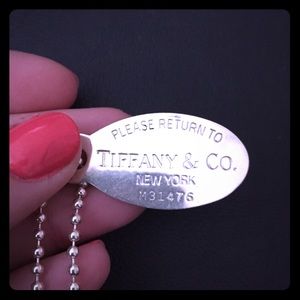 PLEASE RETURN TO
TIFFANY & CO.
NEW YORK
M31476